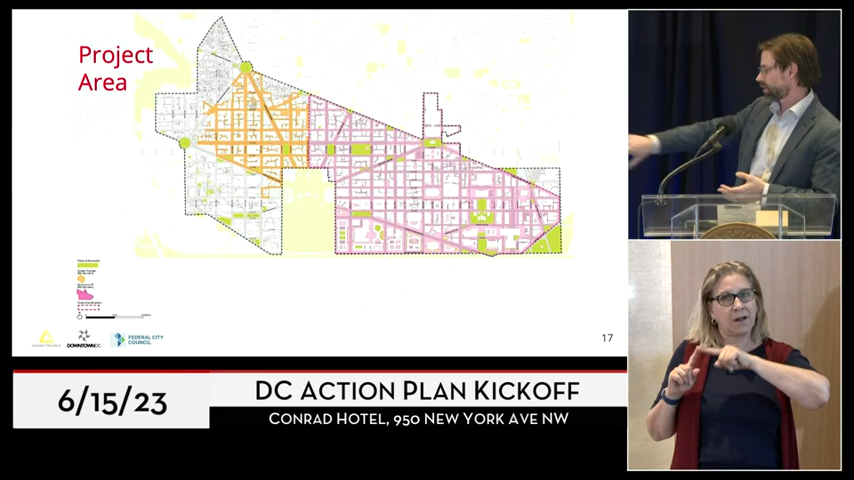 Project
Area
DOWNTOWNDC
FEDERAL CITY
COUNCIL
17
6/15/23
DC ACTION PLAN KICKOFF
CONRAD HOTEL, 950 NEW YORK AVE NW